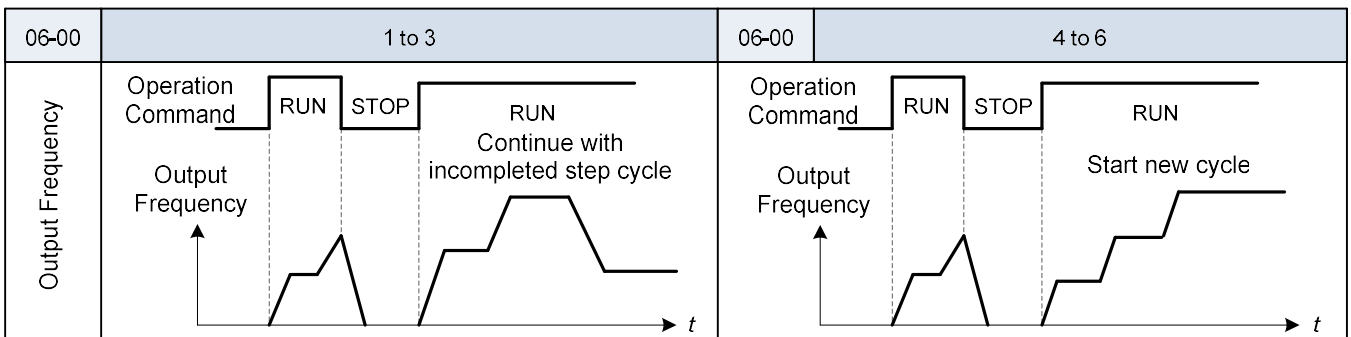 06-00
1 to 3
06-00
4 to 6
Output Frequency
Operation
Command
RUN
STOP
RUN
Continue with
incompleted step cycle
Output
Frequency
t
Operation
Command
RUN
STOP
RUN
Start new cycle
Output
Frequency
t